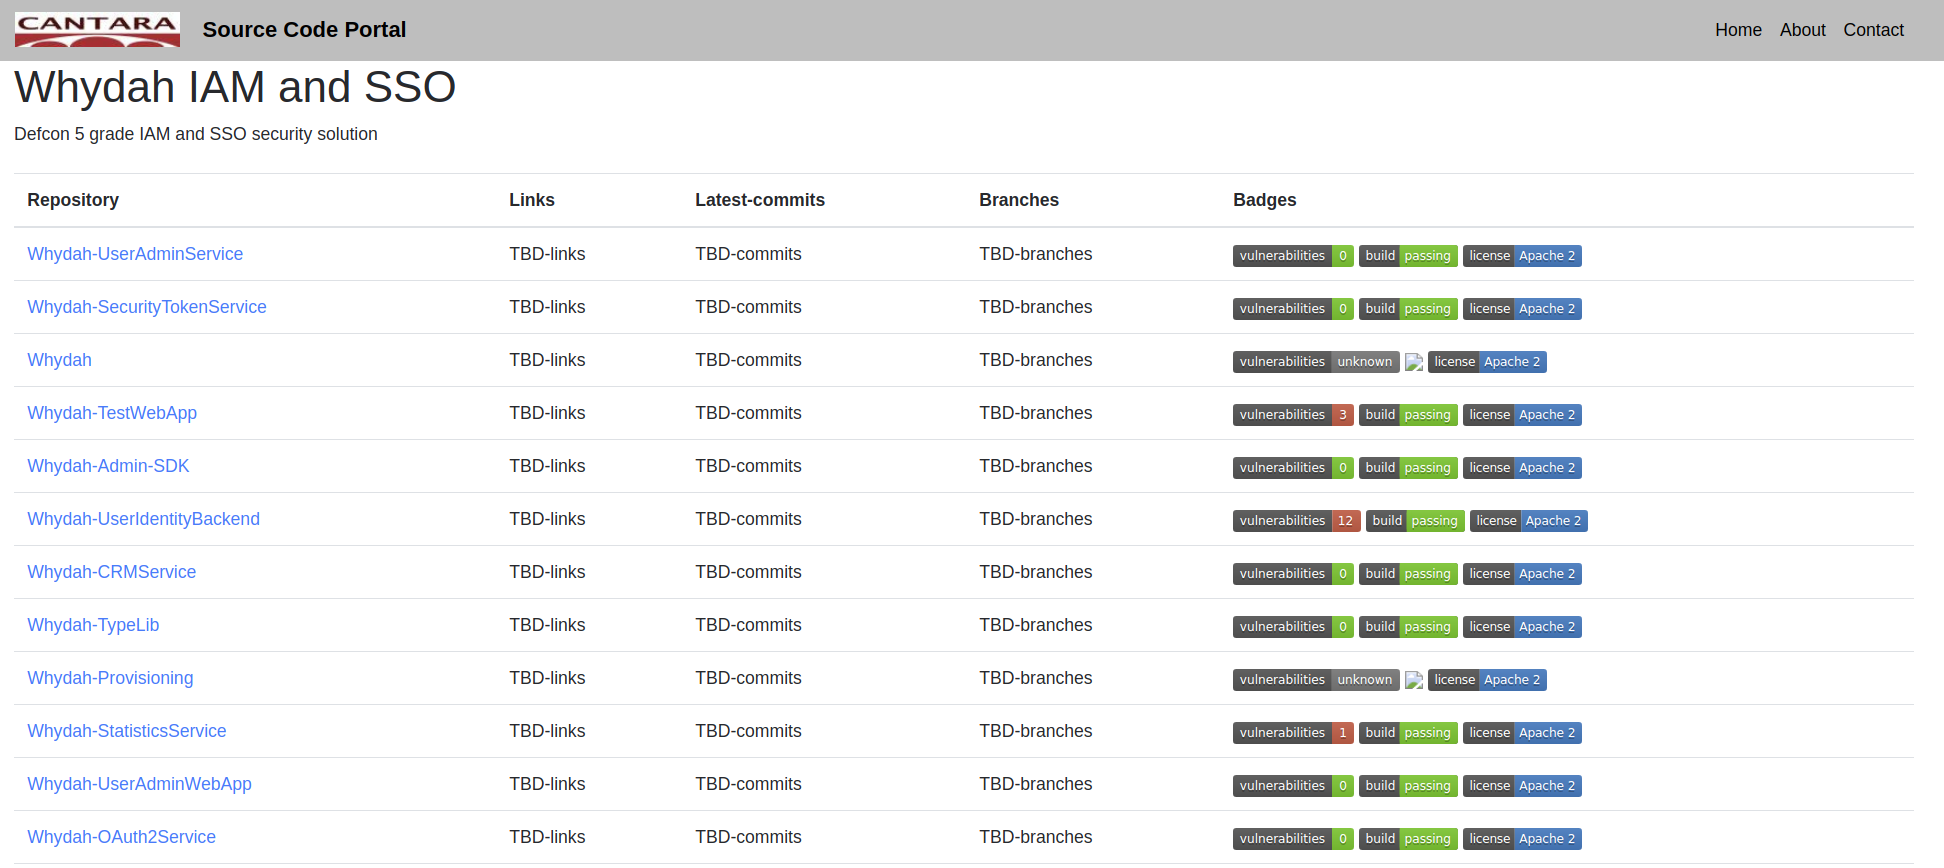 CANTARA Source Code Portal Home About Contact
Whydah IAM and SSO
Defcon 5 grade IAM and SSO security solution
Repository Links Latest-commits Branches Badges
Whydah-UserAdminService TBD-links TBD-commits TBD-branches vulnerabilities 0 build passing license Apache 2
Whydah-SecurityTokenService TBD-links TBD-commits TBD-branches vulnerabilities 0 build passing license Apache 2
Whydah TBD-links TBD-commits TBD-branches vulnerabilities unknown license Apache 2
Whydah-TestWebApp TBD-links TBD-commits TBD-branches vulnerabilities 3 build passing license Apache 2
Whydah-Admin-SDK TBD-links TBD-commits TBD-branches vulnerabilities 0 build passing license Apache 2
Whydah-UserIdentityBackend TBD-links TBD-commits TBD-branches vulnerabilities 12 build passing license Apache 2
Whydah-CRMService TBD-links TBD-commits TBD-branches vulnerabilities 0 build passing license Apache 2
Whydah-TypeLib TBD-links TBD-commits TBD-branches vulnerabilities 0 build passing license Apache 2
Whydah-Provisioning TBD-links TBD-commits TBD-branches vulnerabilities unknown license Apache 2
Whydah-StatisticsService TBD-links TBD-commits TBD-branches vulnerabilities 1 build passing license Apache 2
Whydah-UserAdminWebApp TBD-links TBD-commits TBD-branches vulnerabilities 0 build passing license Apache 2
Whydah-OAuth2Service TBD-links TBD-commits TBD-branches vulnerabilities 0 build passing license Apache 2